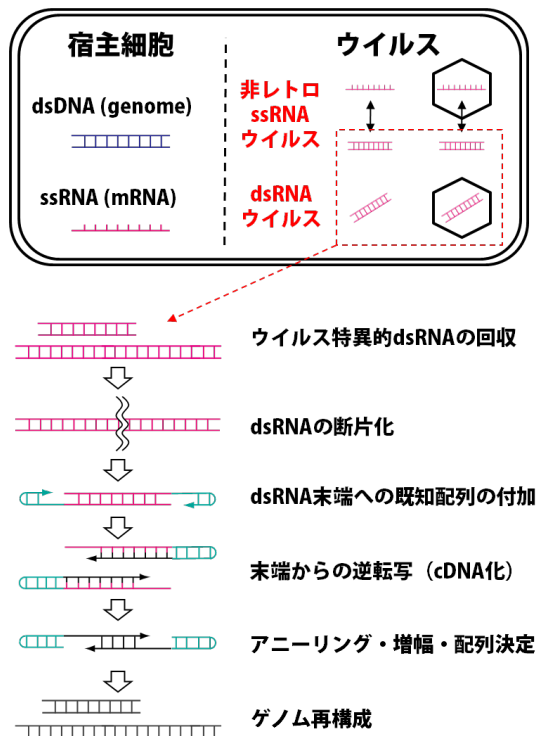 宿主細胞
ウイルス
dsDNA (genome)
ssRNA (mRNA)
非レトロ
ssRNA
ウイルス
dsRNA
ウイルス
ウイルス特異的dsRNAの回収
dsRNAの断片化
dsRNA末端への既知配列の付加
末端からの逆転写（cDNA化）
アニーリング・増幅・配列決定
ゲノム再構成